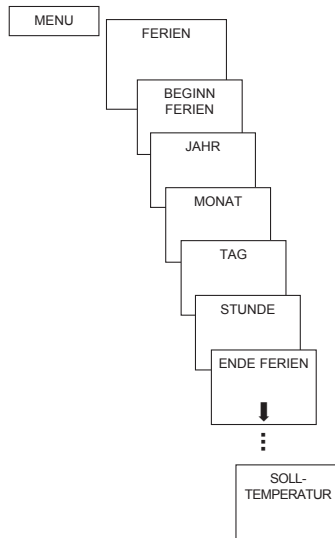 MENU
FERIEN
BEGINN
FERIEN
JAHR
MONAT
TAG
STUNDE
ENDE FERIEN
SOLL-
TEMPERATUR